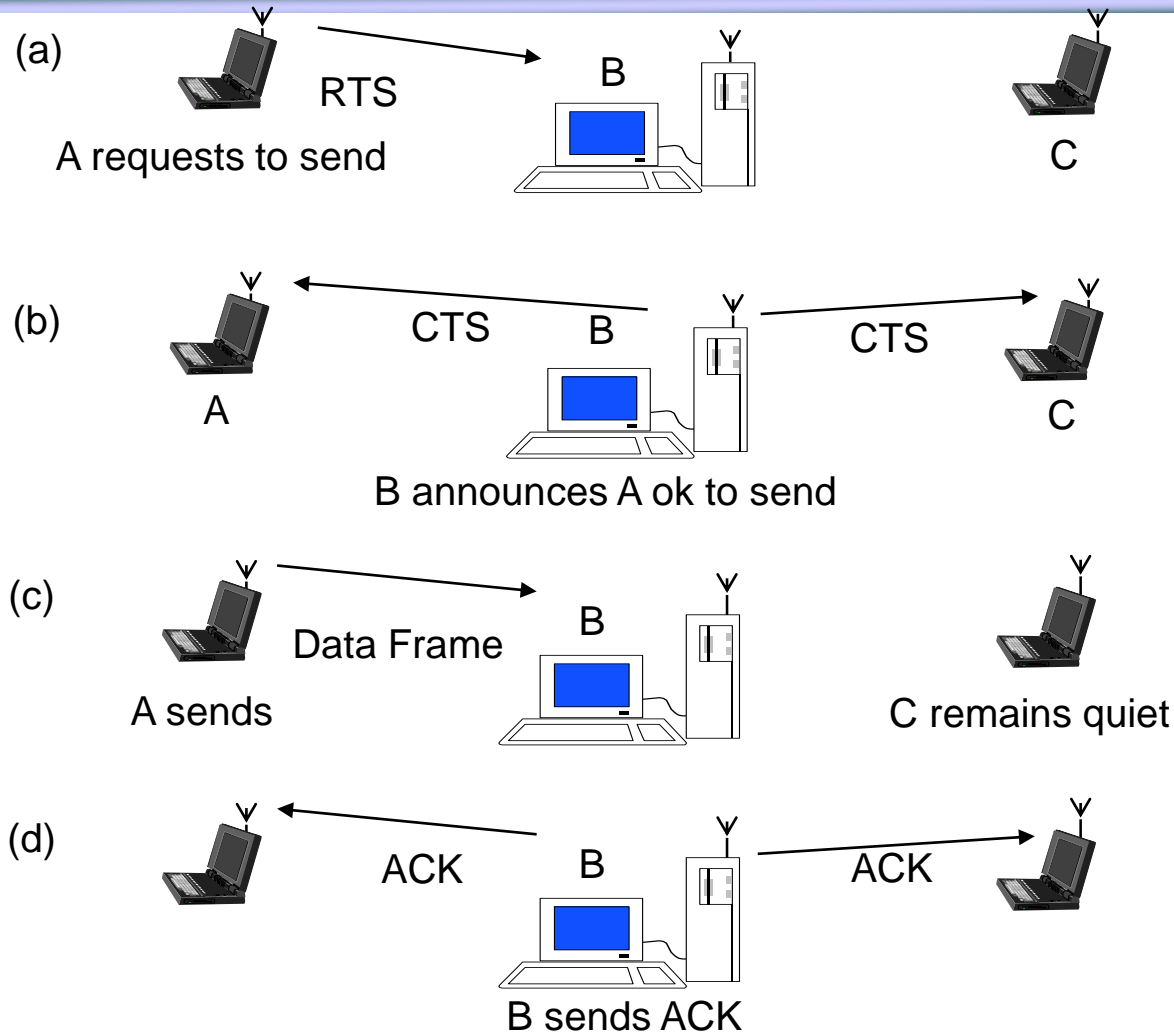 (a)
RTS
B
A requests to send
C
(b)
CTS
B
CTS
A
C
B announces A ok to send
(c)
B
Data Frame
A sends
C remains quiet
(d)
ACK
B
ACK
B sends ACK